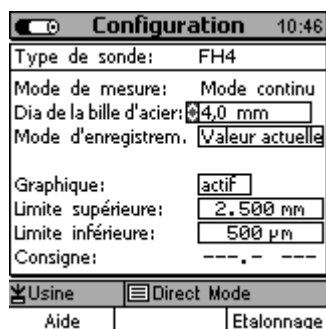 Configuration 10:46
Type de sonde: FH4
Mode de mesure: Mode continu
Dia de la bille d'acier: 4,0 mm
Mode d'enregistrem. Valeur actuelle
Graphique: actif
Limite supérieure: 2.500 mm
Limite inférieure: 500 µm
Consigne: ---.- ---
Usine Direct Mode
Aide Etalonnage